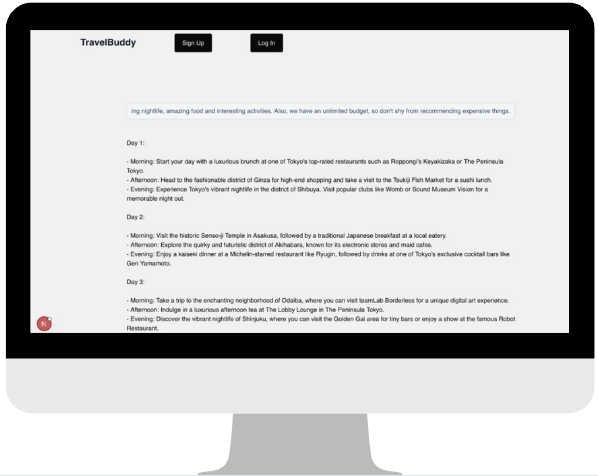 TravelBuddy
Sign Up
Log In
ing nightlife, amazing food and interesting activities. Also, we have an unlimited budget, so don't shy from recommending expensive things.
Day 1:
- Morning: Start your day with a luxurious brunch at one of Tokyo's top-rated restaurants such as Roppongi's Keyakizaka or The Peninsula
Tokyo.
- Afternoon: Head to the fashionable district of Ginza for high-end shopping and take a visit to the Tsukiji Fish Market for a sushi lunch.
- Evening: Experience Tokyo's vibrant nightlife in the district of Shibuya. Visit popular clubs like Womb or Sound Museum Vision for a
memorable night out.
Day 2:
- Morning: Visit the historic Senso-ji Temple in Asakusa, followed by a traditional Japanese breakfast at a local eatery.
- Afternoon: Explore the quirky and futuristic district of Akihabara, known for its electronic stores and maid cafes.
- Evening: Enjoy a kaiseki dinner at a Michelin-starred restaurant like Ryugin, followed by drinks at one of Tokyo's exclusive cocktail bars like
Gen Yamamoto.
Day 3:
- Morning: Take a trip to the enchanting neighborhood of Odaiba, where you can visit teamLab Borderless for a unique digital art experience.
- Afternoon: Indulge in a luxurious afternoon tea at The Lobby Lounge in The Peninsula Tokyo.
- Evening: Discover the vibrant nightlife of Shinjuku, where you can visit the Golden Gai area for tiny bars or enjoy a show at the famous Robot
Restaurant.
N